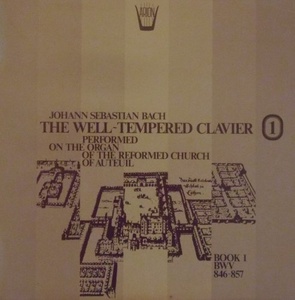 ARION
JOHANN SEBASTIAN BACH
THE WELL-TEMPERED CLAVIER 1
PERFORMED
ON THE ORGAN
OF THE REFORMED CHURCH
OF AUTEUIL
BOOK I
BWV
846-857